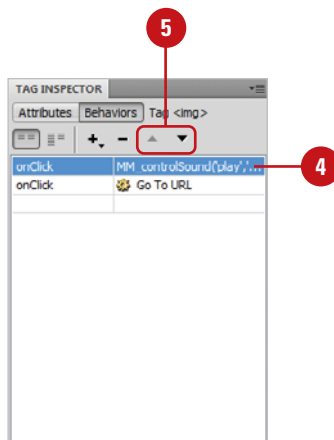 5
TAG INSPECTOR
Attributes Behaviors Tag <img>
onClick MM_controlSound('play','...
4
onClick Go To URL